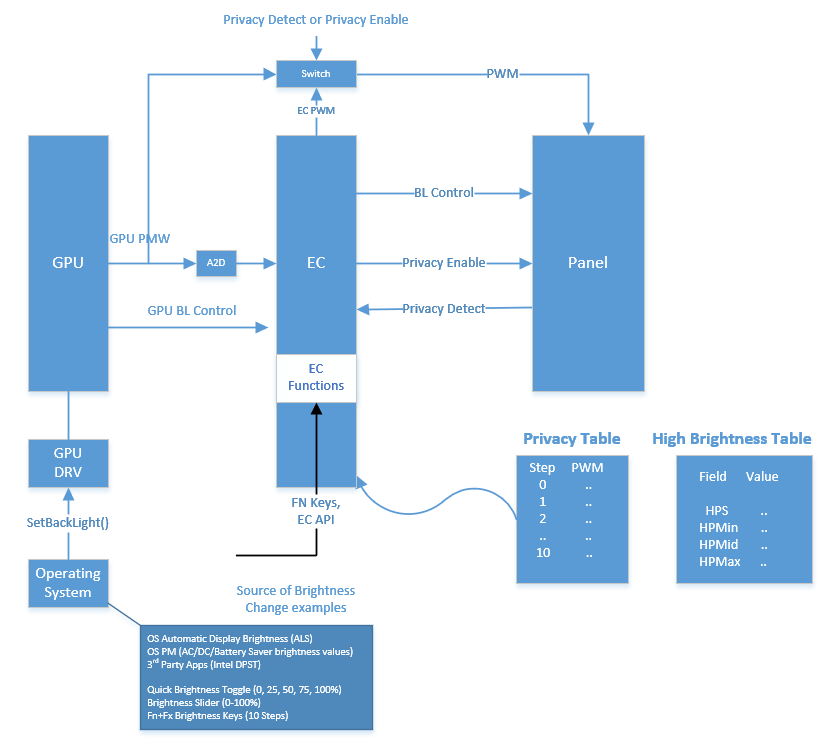 Privacy Detect or Privacy Enable
Switch
PWM
EC PWM
GPU
EC
Panel
BL Control
GPU PMW
A2D
Privacy Enable
GPU BL Control
Privacy Detect
EC
Functions
GPU
DRV
SetBackLight()
Operating
System
FN Keys,
EC API
Privacy Table
Step PWM
0 ..
1 ..
2 ..
.. ..
10 ..
High Brightness Table
Field Value
HPS ..
HPMin ..
HPMid ..
HPMax ..
Source of Brightness
Change examples
OS Automatic Display Brightness (ALS)
OS PM (AC/DC/Battery Saver brightness values)
3rd Party Apps (Intel DPST)
Quick Brightness Toggle (0, 25, 50, 75, 100%)
Brightness Slider (0-100%)
Fn+Fx Brightness Keys (10 Steps)